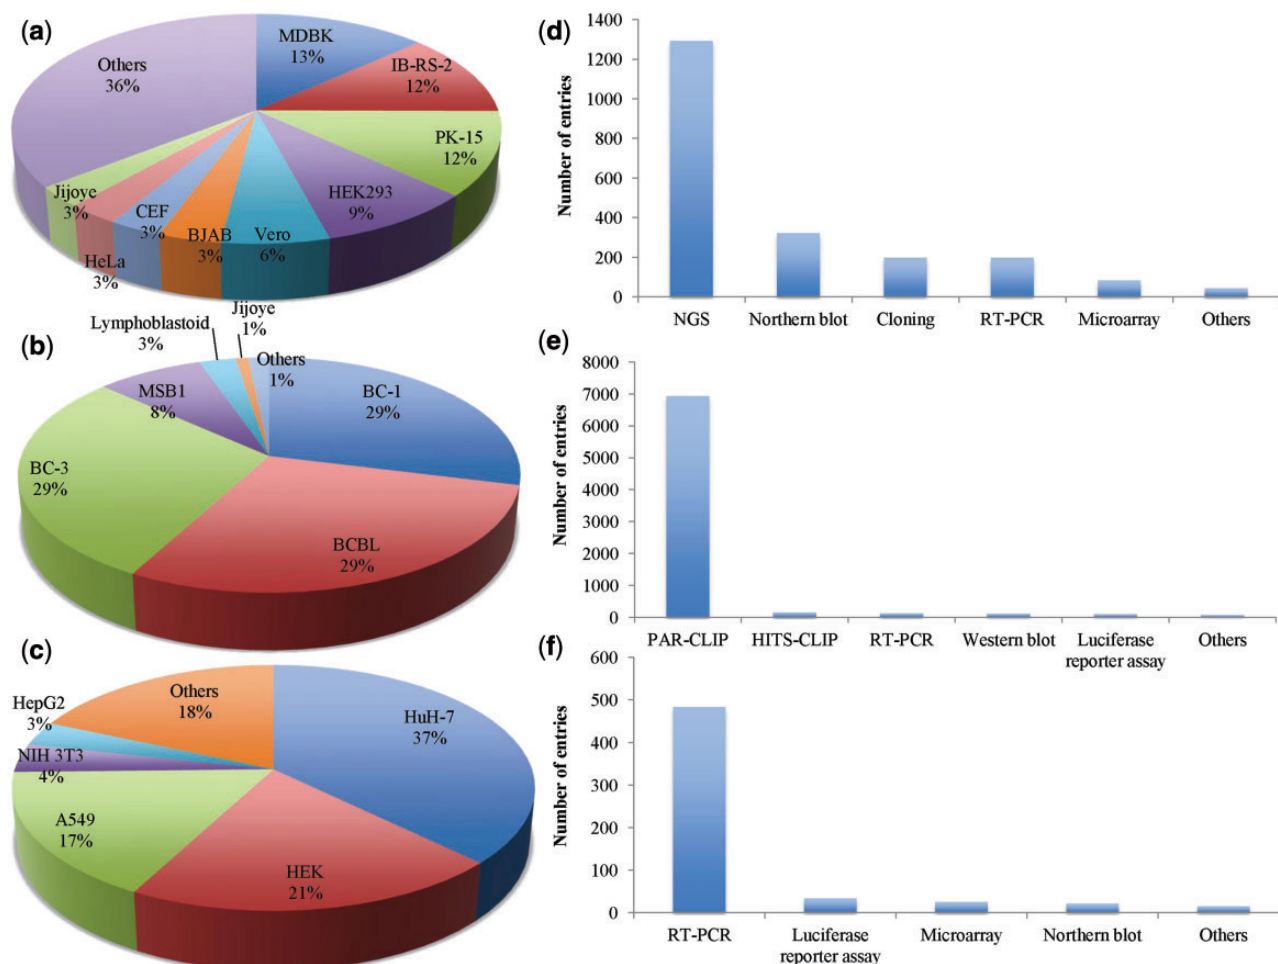 (a)
MDBK
13%
IB-RS-2
12%
PK-15
12%
HEK293
9%
Vero
6%
BJAB
3%
CEF
3%
HeLa
3%
Jijoye
3%
Others
36%
(b)
Lymphoblastoid
3%
Jijoye
1%
Others
1%
BC-1
29%
BCBL
29%
BC-3
29%
MSB1
8%
(c)
HepG2
3%
Others
18%
HuH-7
37%
HEK
21%
A549
17%
NIH 3T3
4%
(d)
Number of entries
1400
1200
1000
800
600
400
200
0
NGS
Northern blot
Cloning
RT-PCR
Microarray
Others
(e)
Number of entries
8000
7000
6000
5000
4000
3000
2000
1000
0
PAR-CLIP
HITS-CLIP
RT-PCR
Western blot
Luciferase
reporter assay
Others
(f)
Number of entries
600
500
400
300
200
100
0
RT-PCR
Luciferase
reporter assay
Microarray
Northern blot
Others